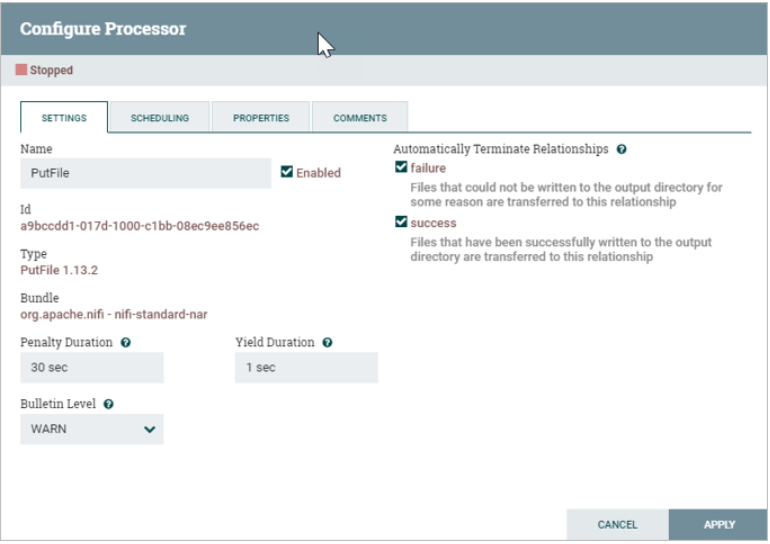 Configure Processor
Stopped
SETTINGS
SCHEDULING
PROPERTIES
COMMENTS
Name
PutFile
Enabled
Id
a9bccdd1-017d-1000-c1bb-08ec9ee856ec
Type
PutFile 1.13.2
Bundle
org.apache.nifi - nifi-standard-nar
Penalty Duration ?
Yield Duration ?
30 sec
1 sec
Bulletin Level ?
WARN
Automatically Terminate Relationships ?
failure
Files that could not be written to the output directory for
some reason are transferred to this relationship
success
Files that have been successfully written to the output
directory are transferred to this relationship
CANCEL
APPLY